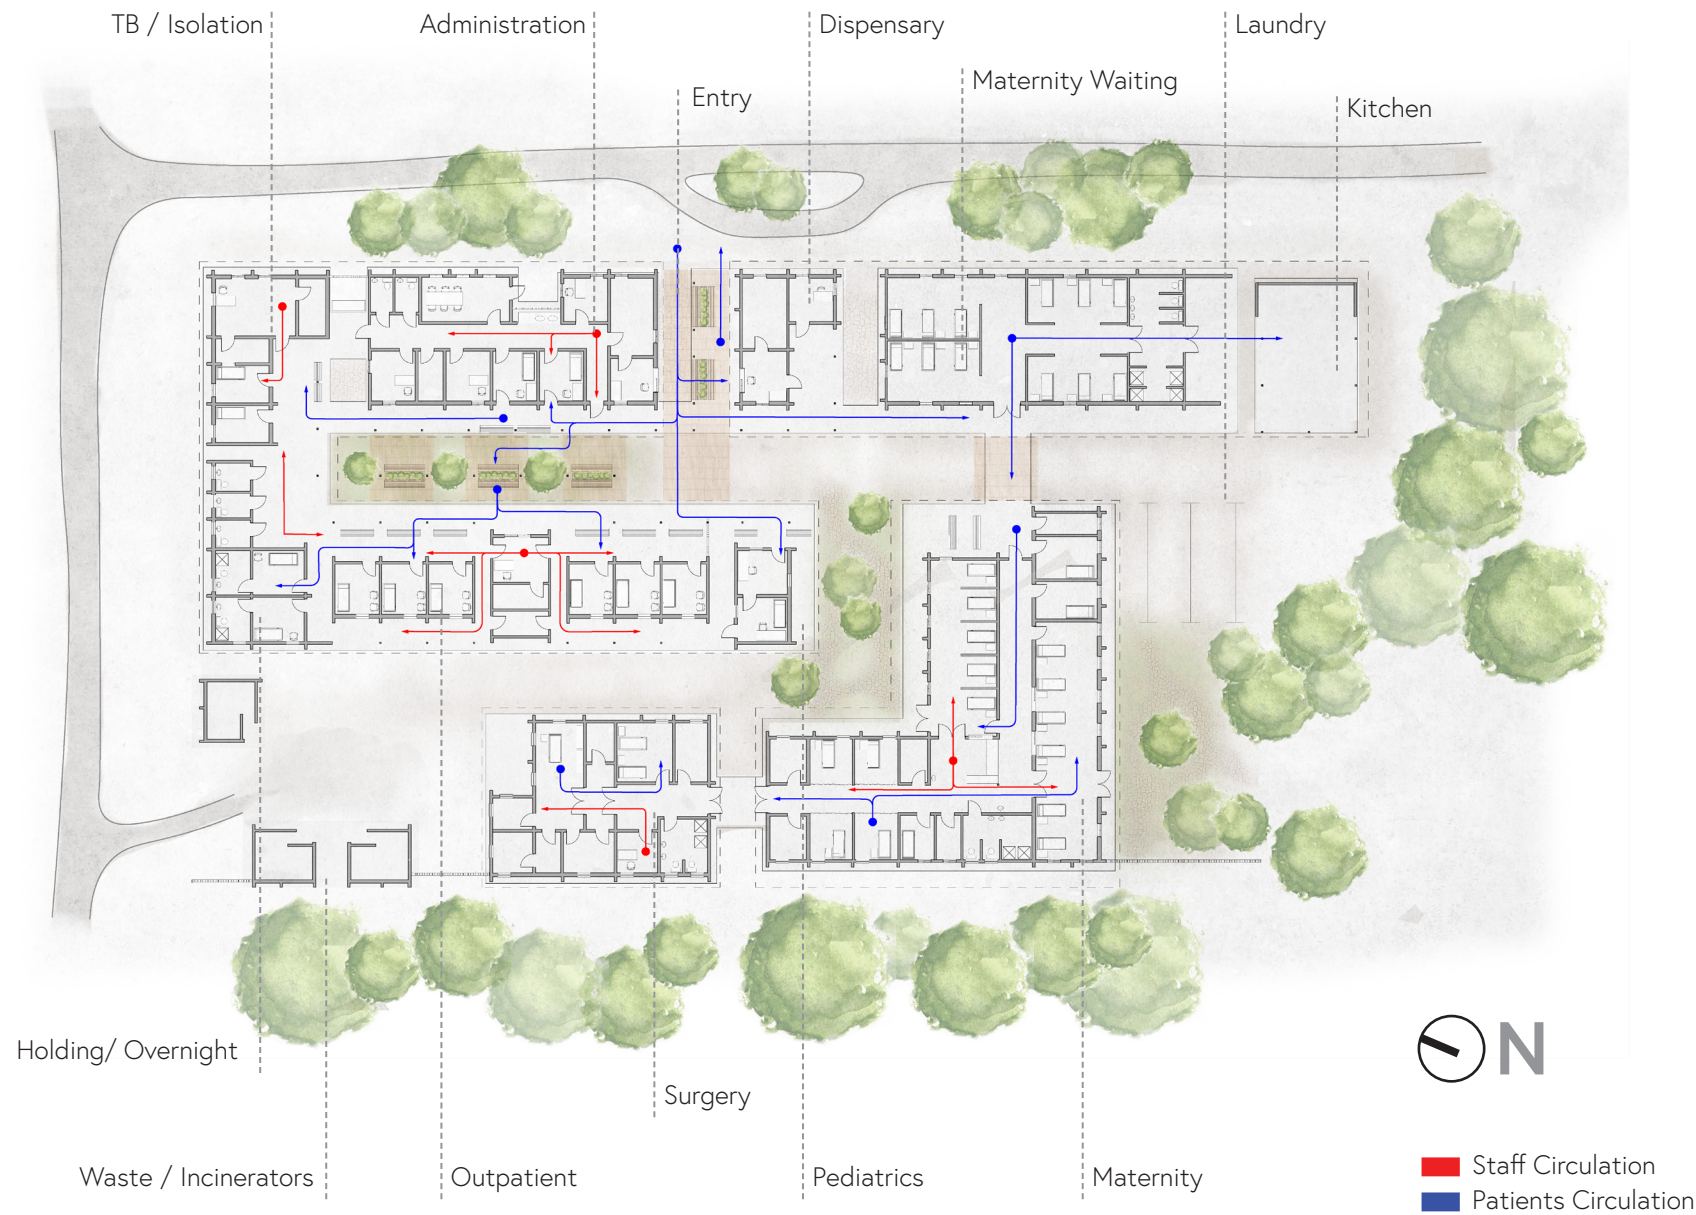 TB / Isolation
Administration
Dispensary
Laundry
Maternity Waiting
Entry
Kitchen
Holding/ Overnight
Surgery
Waste / Incinerators
Outpatient
Pediatrics
Maternity
N
Staff Circulation
Patients Circulation